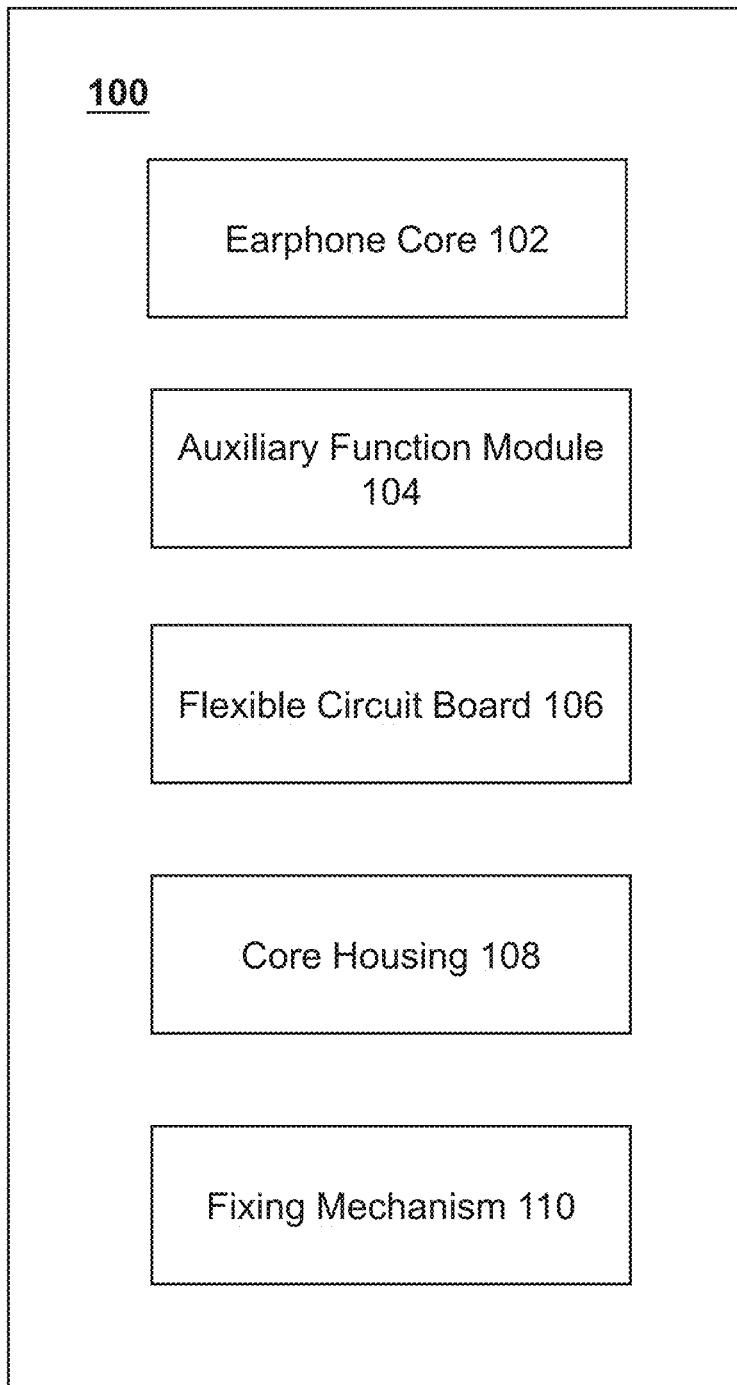 100
Earphone Core 102
Auxiliary Function Module
104
Flexible Circuit Board 106
Core Housing 108
Fixing Mechanism 110